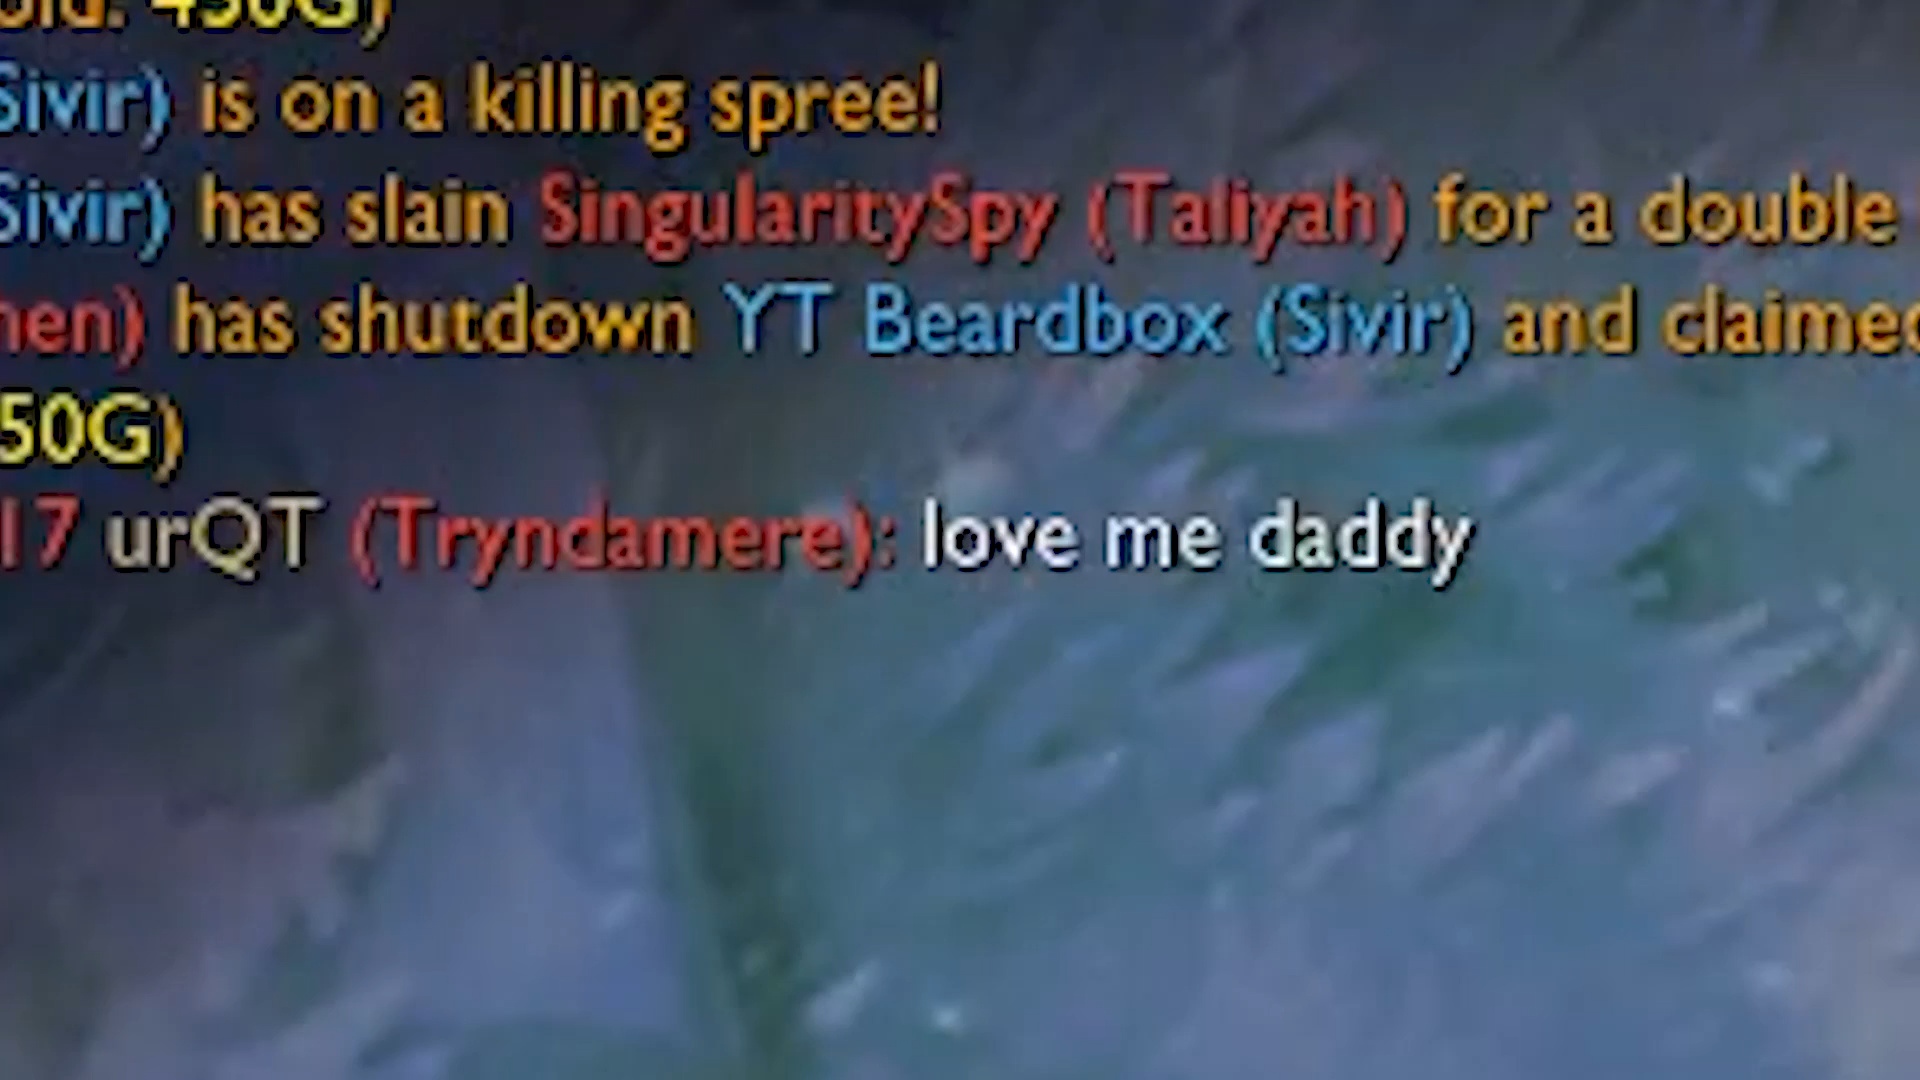 450G)
Sivir) is on a killing spree!
Sivir) has slain SingularitySpy (Taliyah) for a double
hen) has shutdown YT Beardbox (Sivir) and claimed
50G)
17 urQT (Tryndamere): love me daddy